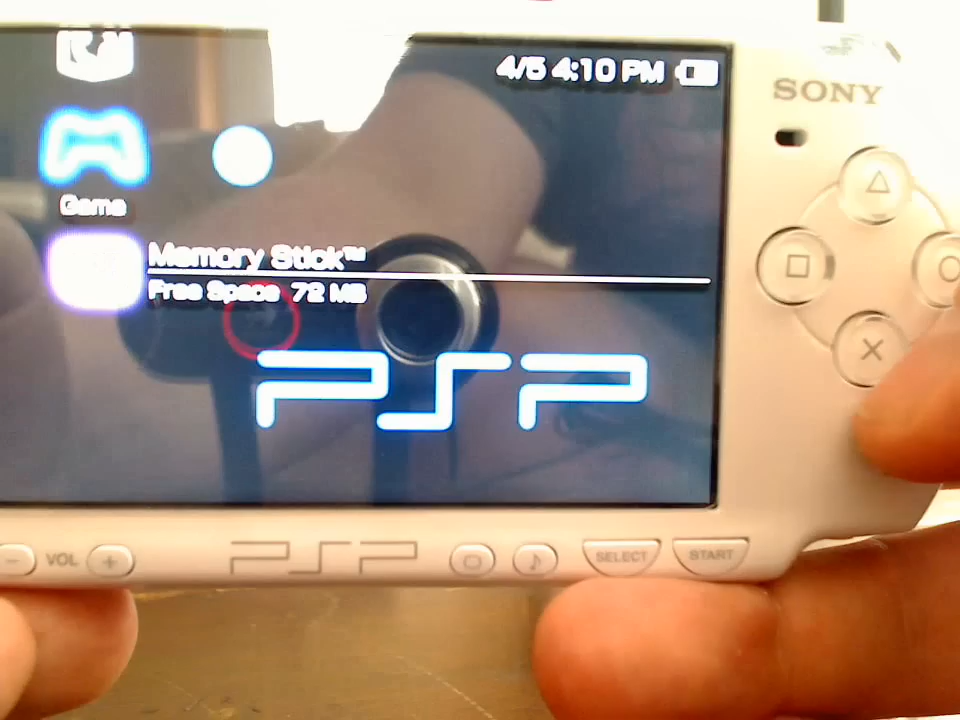 4/5 4:10 PM
SONY
Game
Memory Stick™
Free Space 72 MB
PSP
VOL
PSP
SELECT
START